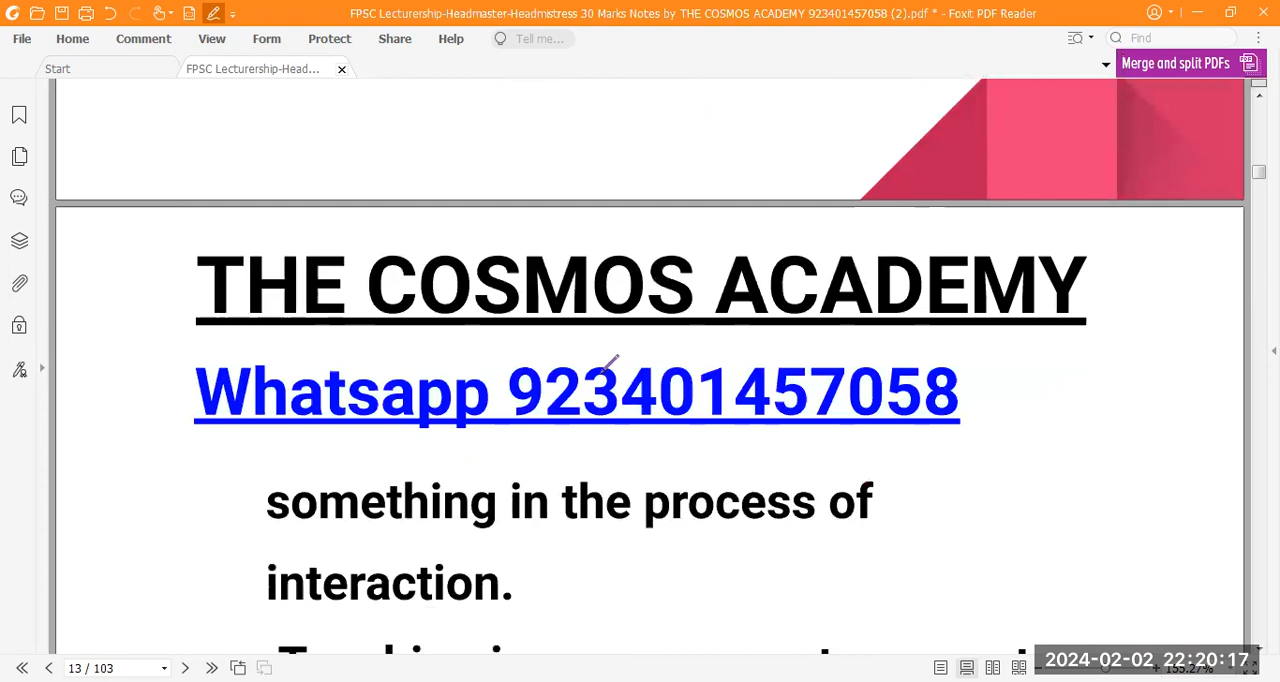 FPSC Lecturership-Headmaster-Headmistress 30 Marks Notes by THE COSMOS ACADEMY 923401457058 (2).pdf * - Foxit PDF Reader
File Home Comment View Form Protect Share Help Tell me... Find
Start FPSC Lecturership-Head... Merge and split PDFs
THE COSMOS ACADEMY
Whatsapp 923401457058
something in the process of
interaction.
13 / 103
2024-02-02 22:20:17